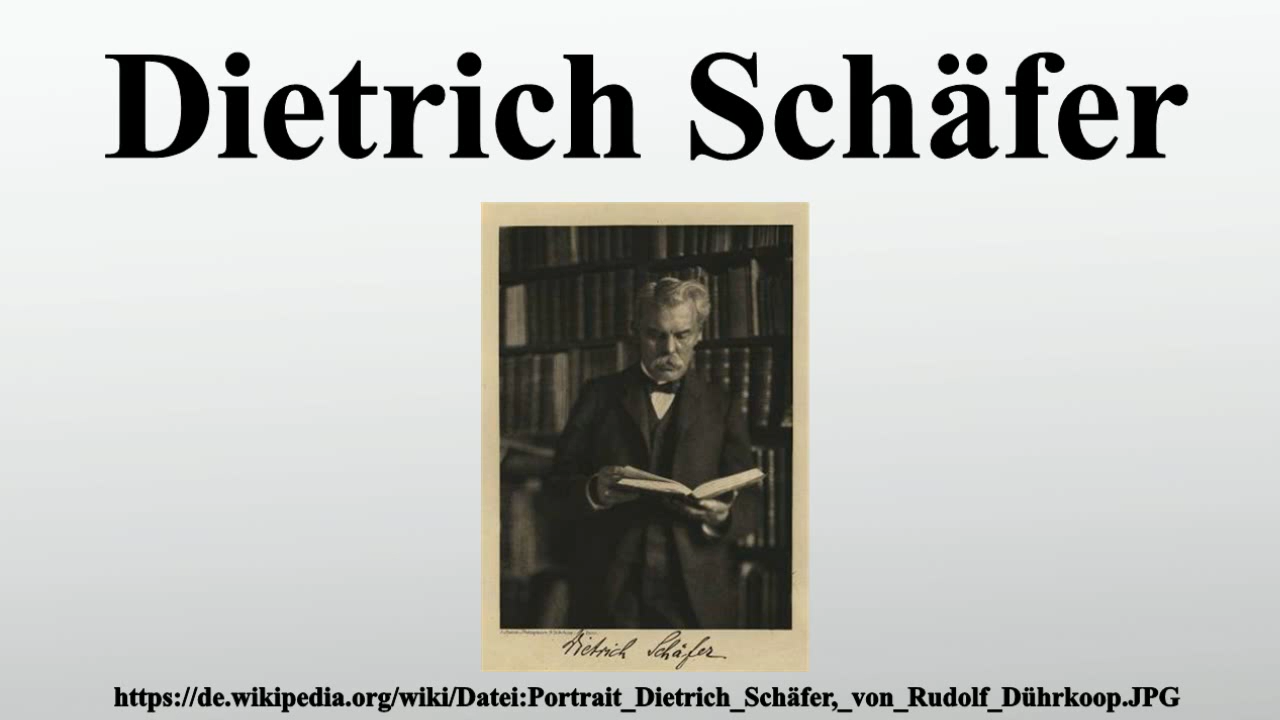 Dietrich Schäfer
Dietrich Schäfer
https://de.wikipedia.org/wiki/Datei:Portrait_Dietrich_Schäfer,_von_Rudolf_Dührkoop.JPG